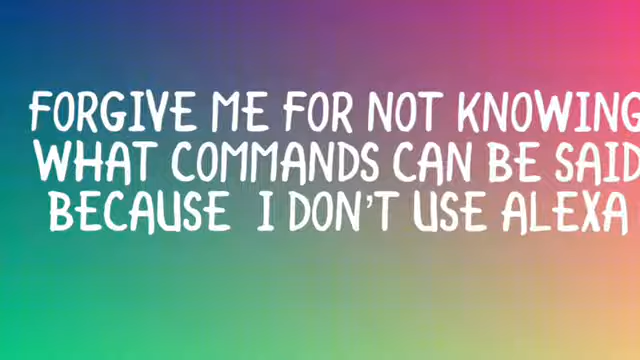 FORGIVE ME FOR NOT KNOWING
WHAT COMMANDS CAN BE SAID
BECAUSE I DON'T USE ALEXA